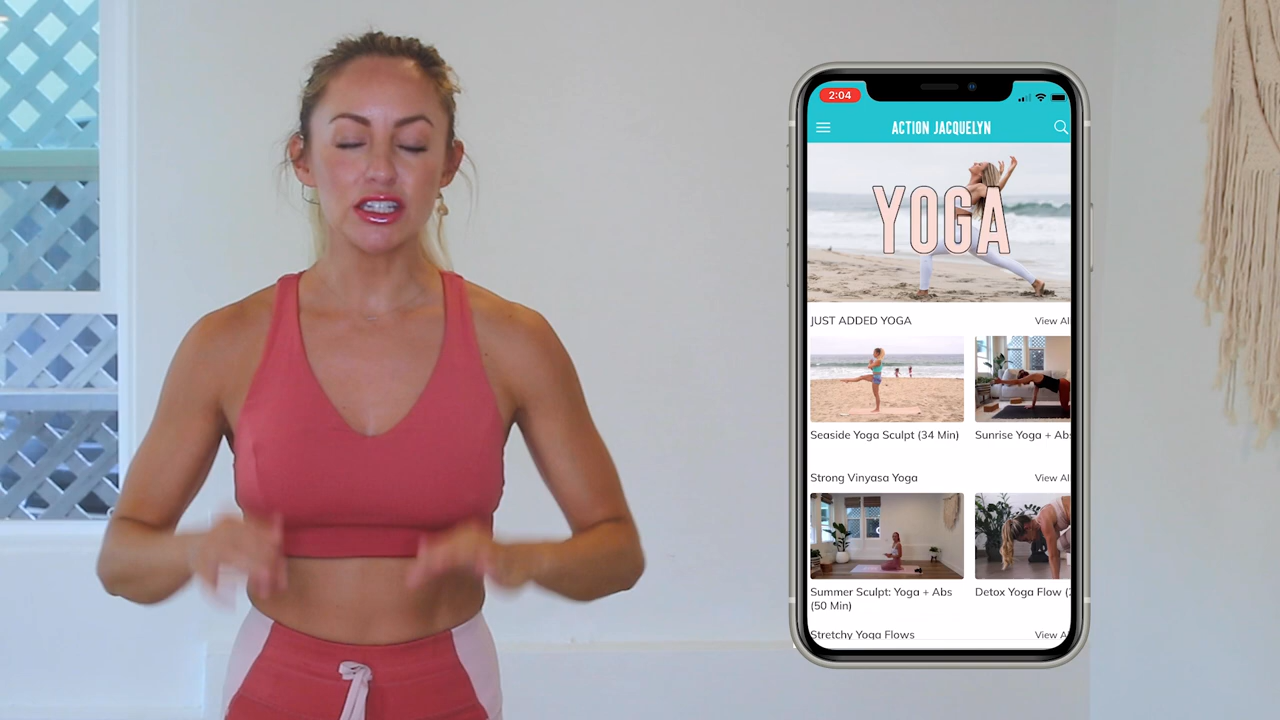 2:04
ACTION JACQUELYN
YOGA
JUST ADDED YOGA
View Al
Seaside Yoga Sculpt (34 Min)
Sunrise Yoga + Ab
Strong Vinyasa Yoga
View Al
Summer Sculpt: Yoga + Abs
(50 Min)
Detox Yoga Flow (
Stretchy Yoga Flows
View Al